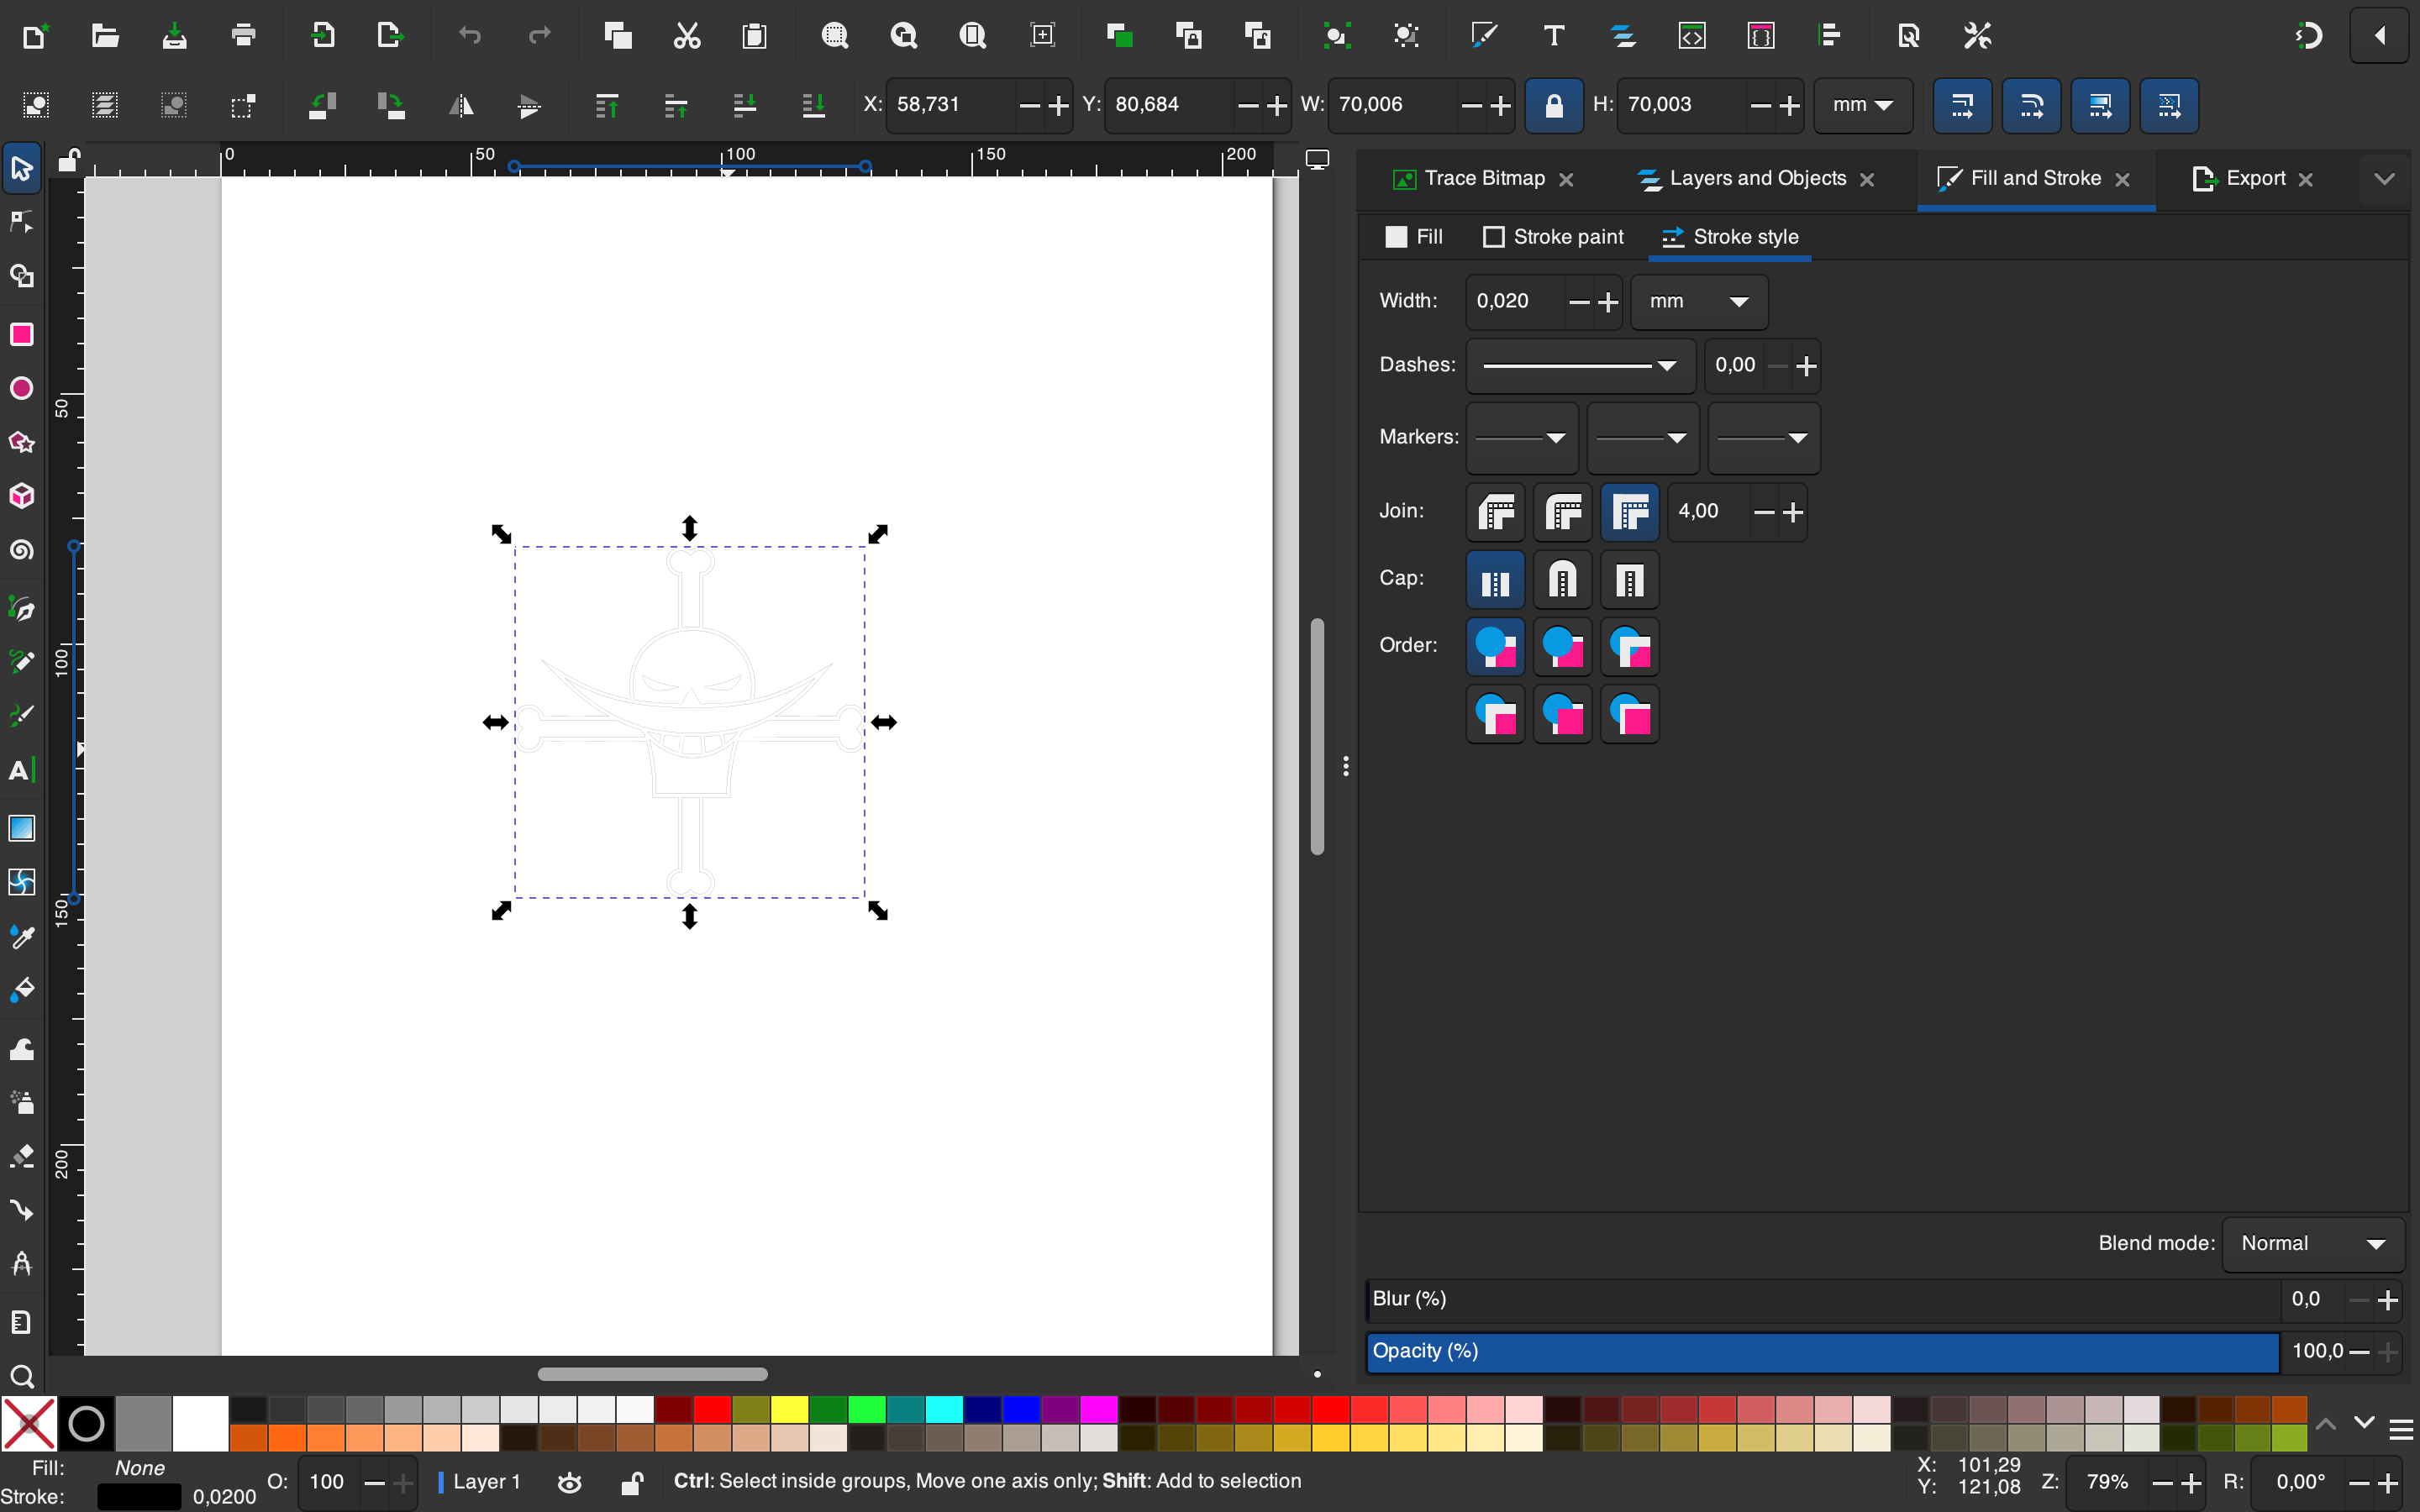 X: 58,731 Y: 80,684 W: 70,006 H: 70,003 mm
0 50 100 150 200
Trace Bitmap Layers and Objects Fill and Stroke Export
Fill Stroke paint Stroke style
Width: 0,020 mm
Dashes: 0,00
Markers:
Join: 4,00
Cap:
Order:
50
100
150
200
Blend mode: Normal
Blur (%) 0,0
Opacity (%) 100,0
Fill: None
Stroke: 0,0200
O: 100
Layer 1
Ctrl: Select inside groups, Move one axis only; Shift: Add to selection
X: 101,29
Y: 121,08
Z: 79%
R: 0,00°